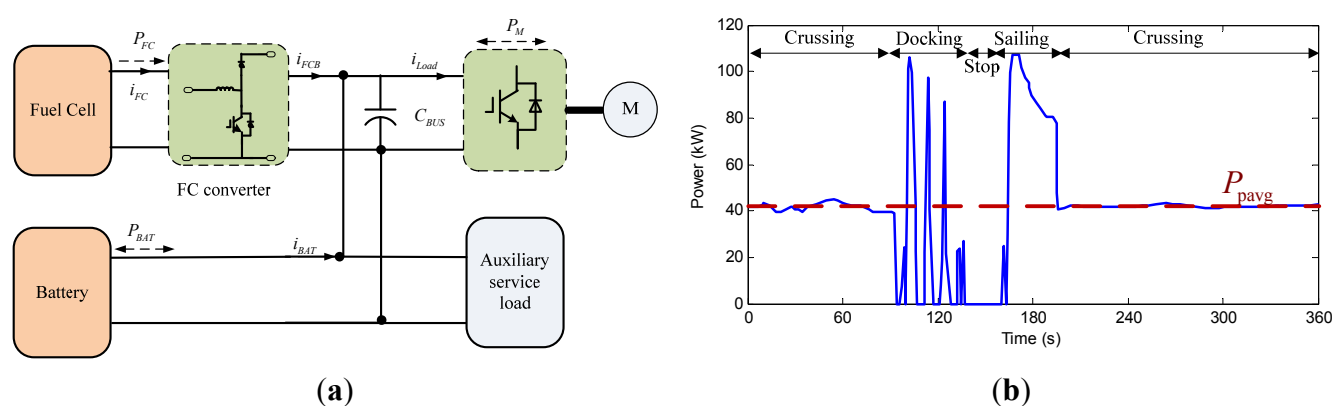 P_FC
i_FC
Fuel Cell
FC converter
i_FCB
i_Load
C_BUS
P_M
M
P_BAT
i_BAT
Battery
Auxiliary
service
load
(a)
120
100
80
60
40
20
0
Power (kW)
Crussing
Docking
Stop
Sailing
Crussing
P_pavg
0
60
120
180
240
300
360
Time (s)
(b)